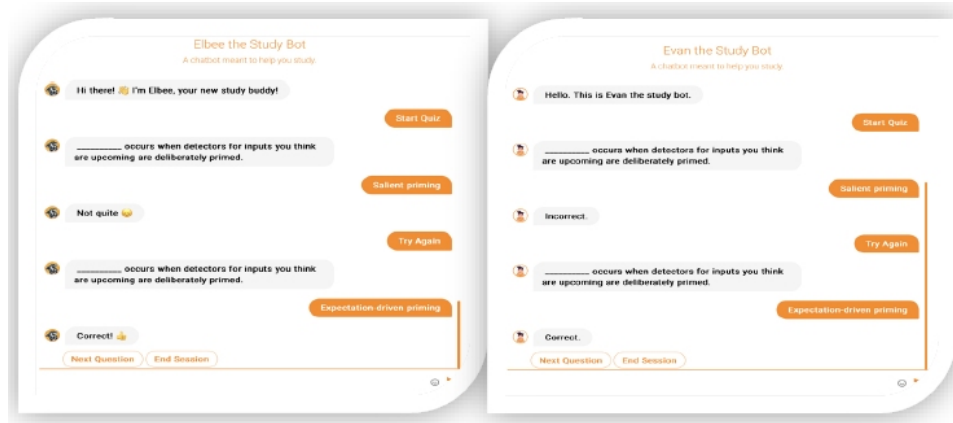 Elbee the Study Bot
A chatbot meant to help you study.
Hi there! 👋 I'm Elbee, your new study buddy!
Start Quiz
_________ occurs when detectors for inputs you think
are upcoming are deliberately primed.
Salient priming
Not quite 😅
Try Again
_________ occurs when detectors for inputs you think
are upcoming are deliberately primed.
Expectation-driven priming
Correct! 👍
Next Question
End Session
Evan the Study Bot
A chatbot meant to help you study.
Hello. This is Evan the study bot.
Start Quiz
_________ occurs when detectors for inputs you think
are upcoming are deliberately primed.
Salient priming
Incorrect.
Try Again
_________ occurs when detectors for inputs you think
are upcoming are deliberately primed.
Expectation-driven priming
Correct.
Next Question
End Session